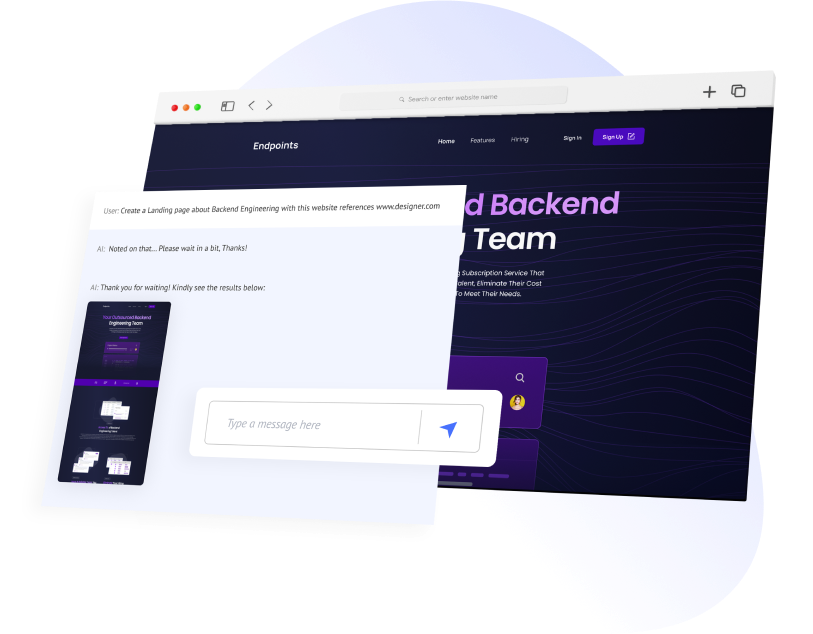 Search or enter website name
Endpoints
Home
Features
Hiring
Sign In
Sign Up
d Backend
Team
Subscription Service That
alent, Eliminate Their Cost
To Meet Their Needs.
User: Create a Landing page about Backend Engineering with this website references www.designer.com
AI: Noted on that... Please wait in a bit, Thanks!
AI: Thank you for waiting! Kindly see the results below:
Your Outsourced Backend
Engineering Team
Type a message here